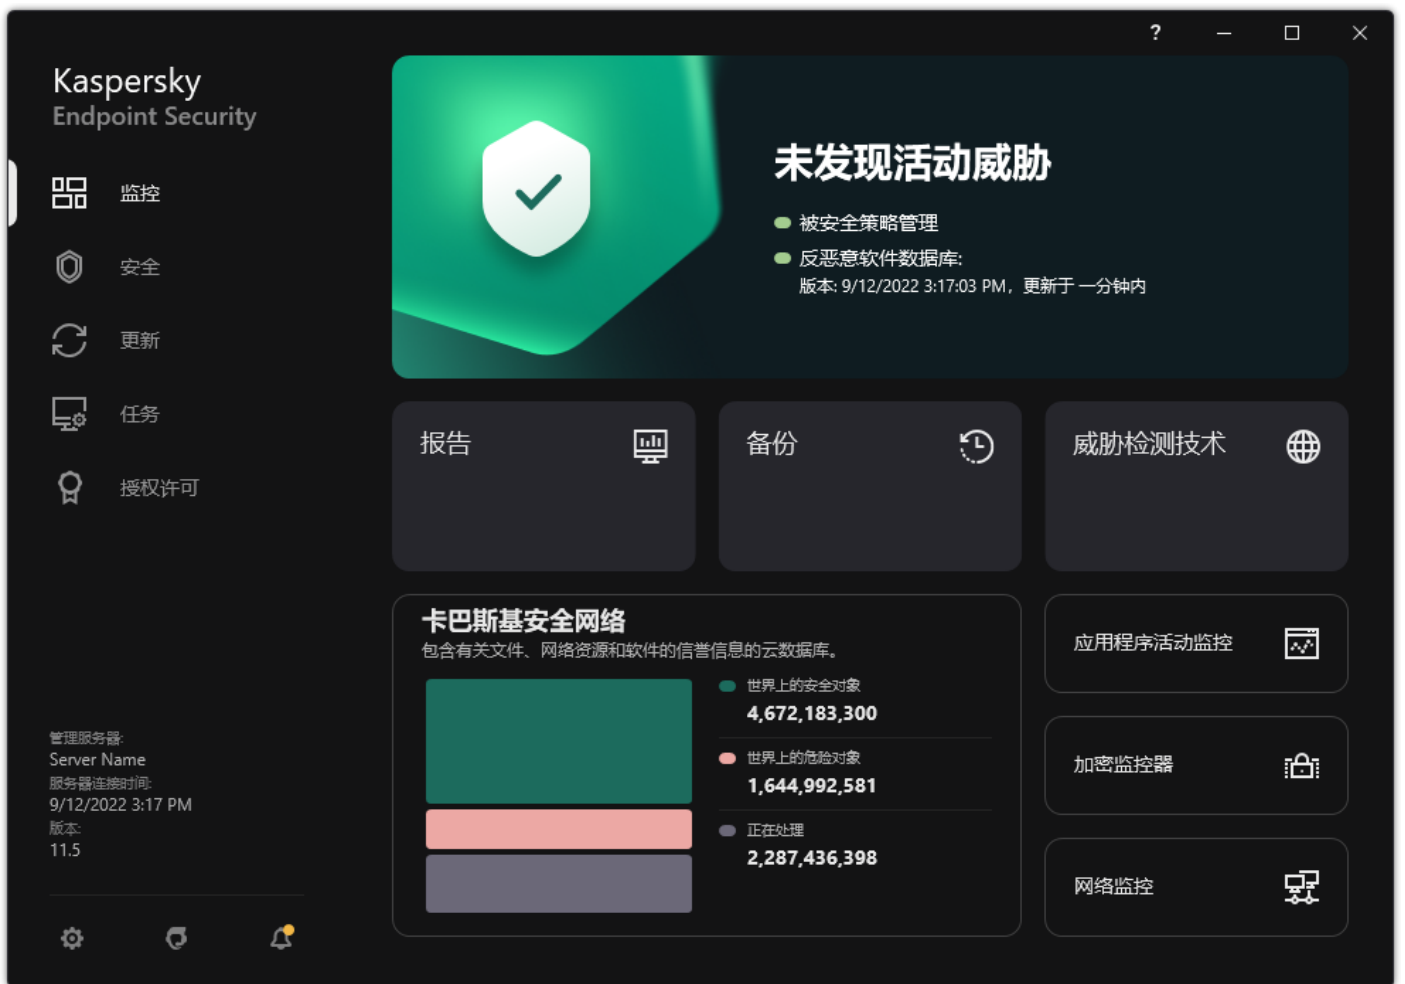 ?
Kaspersky
Endpoint Security
监控
安全
更新
任务
授权许可
管理服务器:
Server Name
服务器连接时间:
9/12/2022 3:17 PM
版本:
11.5
未发现活动威胁
被安全策略管理
反恶意软件数据库:
版本: 9/12/2022 3:17:03 PM，更新于 一分钟内
报告
备份
威胁检测技术
卡巴斯基安全网络
包含有关文件、网络资源和软件的信誉信息的云数据库。
世界上的安全对象
4,672,183,300
世界上的危险对象
1,644,992,581
正在处理
2,287,436,398
应用程序活动监控
加密监控器
网络监控